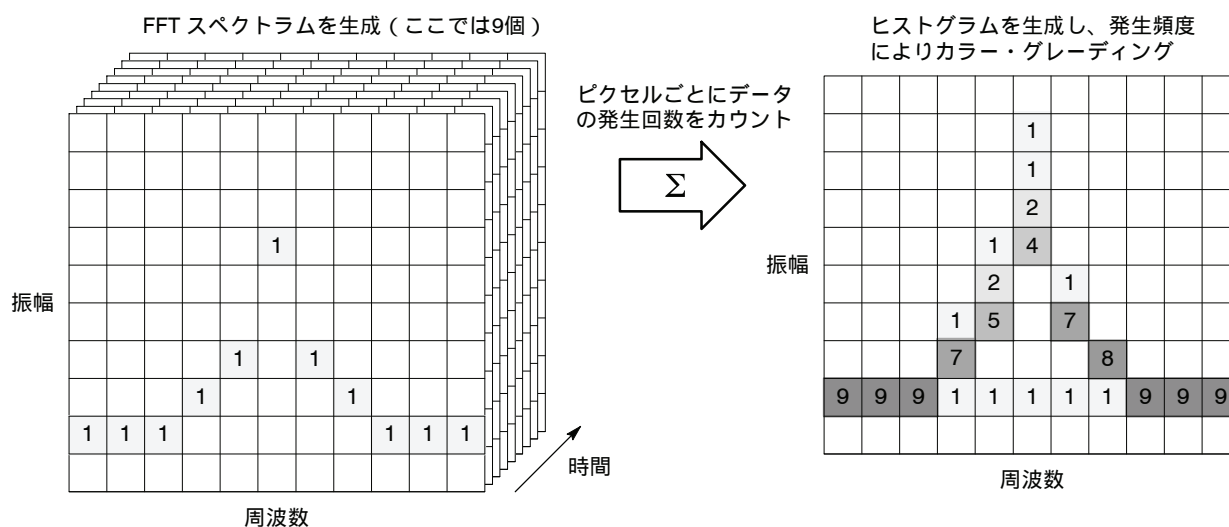 FFT スペクトラムを生成（ここでは9個）
1
1 1
1 1
1 1 1 1 1 1
振幅
周波数
時間
ピクセルごとにデータ
の発生回数をカウント
Σ
ヒストグラムを生成し、発生頻度
によりカラー・グレーディング
1
1
2
1 4
2 1
1 5 7
7 8
9 9 9 1 1 1 1 1 9 9 9
振幅
周波数